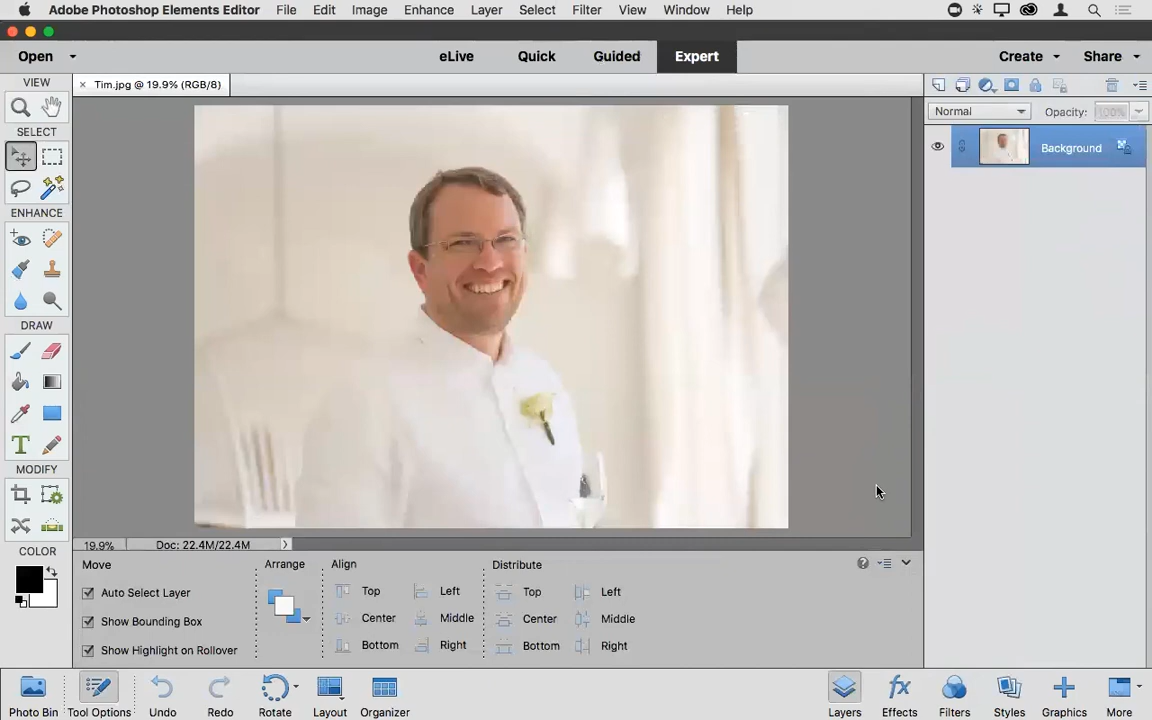 Adobe Photoshop Elements Editor File Edit Image Enhance Layer Select Filter View Window Help
Open eLive Quick Guided Expert Create Share
VIEW
× Tim.jpg @ 19.9% (RGB/8)
Normal Opacity: 100%
SELECT
Background
ENHANCE
DRAW
T
MODIFY
COLOR
19.9% Doc: 22.4M/22.4M
Move Arrange Align Distribute
Auto Select Layer Top Left Top Left
Show Bounding Box Center Middle Center Middle
Show Highlight on Rollover Bottom Right Bottom Right
fx
Photo Bin Tool Options Undo Redo Rotate Layout Organizer Layers Effects Filters Styles Graphics More